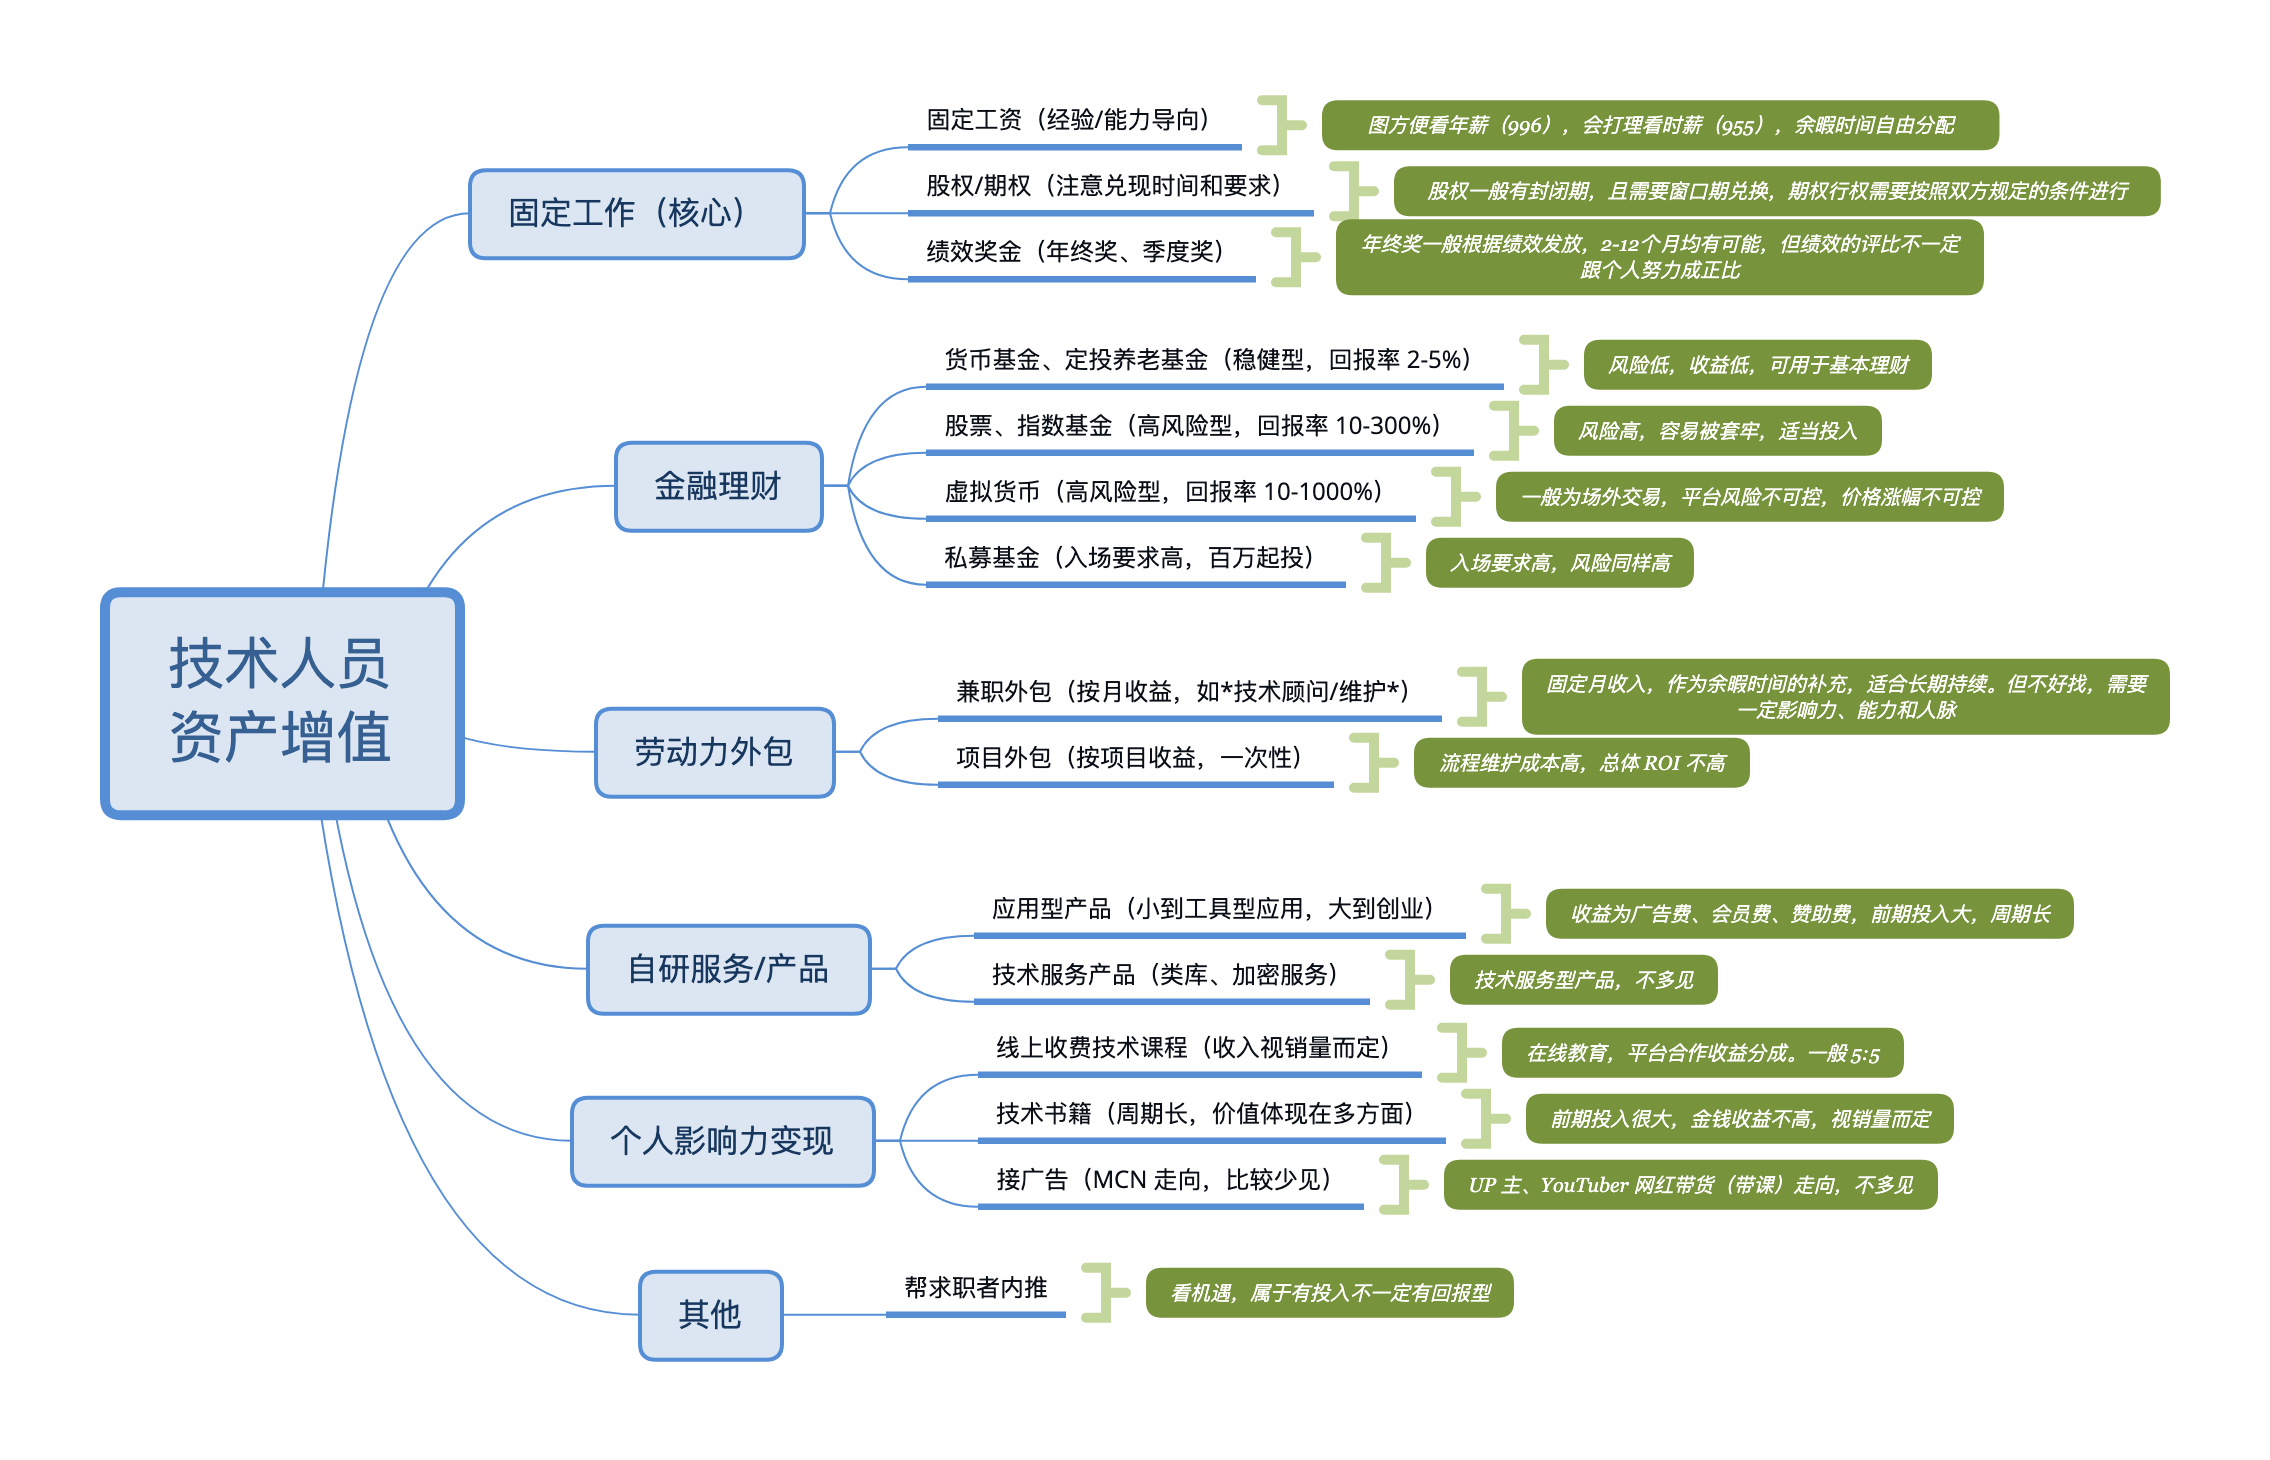 技术人员
资产增值
固定工作（核心）
固定工资（经验/能力导向）
图方便看年薪（996），会打理看时薪（955），余暇时间自由分配
股权/期权（注意兑现时间和要求）
股权一般有封闭期，且需要窗口期兑换，期权行权需要按照双方规定的条件进行
绩效奖金（年终奖、季度奖）
年终奖一般根据绩效发放，2-12个月均有可能，但绩效的评比不一定
跟个人努力成正比
金融理财
货币基金、定投养老基金（稳健型，回报率 2-5%）
风险低，收益低，可用于基本理财
股票、指数基金（高风险型，回报率 10-300%）
风险高，容易被套牢，适当投入
虚拟货币（高风险型，回报率 10-1000%）
一般为场外交易，平台风险不可控，价格涨幅不可控
私募基金（入场要求高，百万起投）
入场要求高，风险同样高
劳动力外包
兼职外包（按月收益，如*技术顾问/维护*）
固定月收入，作为余暇时间的补充，适合长期持续。但不好找，需要
一定影响力、能力和人脉
项目外包（按项目收益，一次性）
流程维护成本高，总体 ROI 不高
自研服务/产品
应用型产品（小到工具型应用，大到创业）
收益为广告费、会员费、赞助费，前期投入大，周期长
技术服务产品（类库、加密服务）
技术服务型产品，不多见
个人影响力变现
线上收费技术课程（收入视销量而定）
在线教育，平台合作收益分成。一般 5:5
技术书籍（周期长，价值体现在多方面）
前期投入很大，金钱收益不高，视销量而定
接广告（MCN 走向，比较少见）
UP 主、YouTuber 网红带货（带课）走向，不多见
其他
帮求职者内推
看机遇，属于有投入不一定有回报型